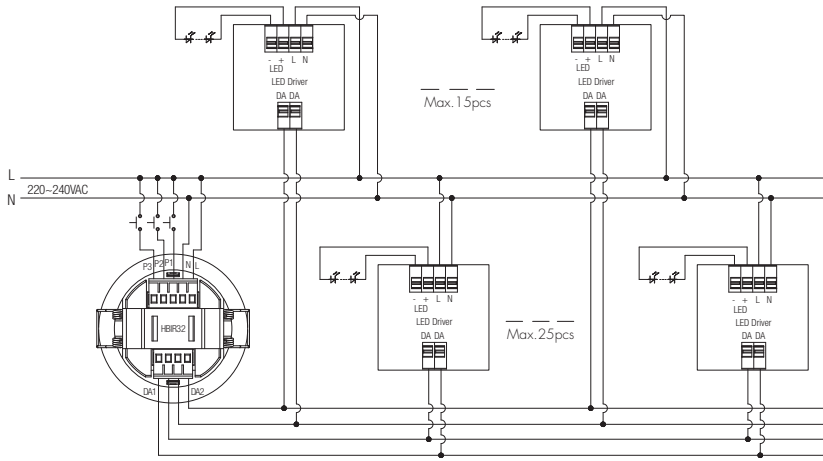 - + L N
LED
LED Driver
DA DA
Max.15pcs
- + L N
LED
LED Driver
DA DA
L
220~240VAC
N
P3 P2 P1 N L
HBIR32
DA1 DA2
- + L N
LED
LED Driver
DA DA
Max.25pcs
- + L N
LED
LED Driver
DA DA